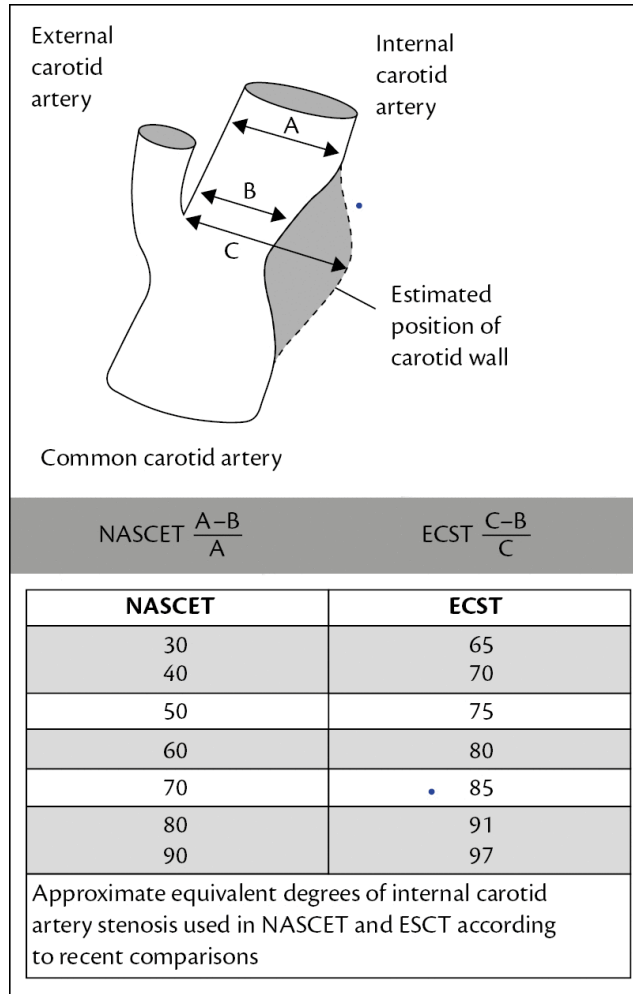 External
carotid
artery
Internal
carotid
artery
A
B
C
Estimated
position of
carotid wall
Common carotid artery
NASCET A–B/A ECST C–B/C
NASCET ECST
30 65
40 70
50 75
60 80
70 85
80 91
90 97
Approximate equivalent degrees of internal carotid
artery stenosis used in NASCET and ESCT according
to recent comparisons